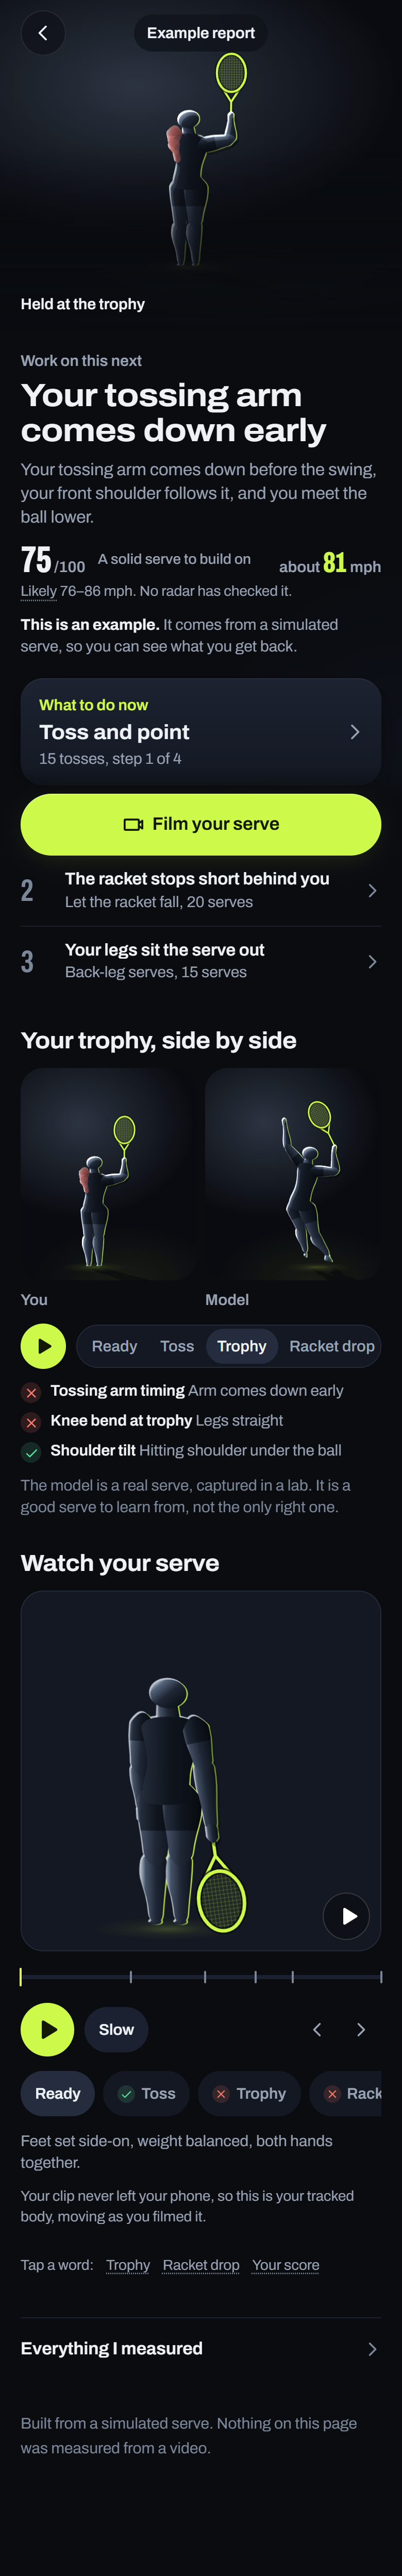 Example report
Held at the trophy
Work on this next
Your tossing arm
comes down early
Your tossing arm comes down before the swing,
your front shoulder follows it, and you meet the
ball lower.
75 /100 A solid serve to build on about 81 mph
Likely 76–86 mph. No radar has checked it.
This is an example. It comes from a simulated
serve, so you can see what you get back.
What to do now
Toss and point
15 tosses, step 1 of 4
Film your serve
2 The racket stops short behind you
Let the racket fall, 20 serves
3 Your legs sit the serve out
Back-leg serves, 15 serves
Your trophy, side by side
You Model
Ready Toss Trophy Racket drop
Tossing arm timing Arm comes down early
Knee bend at trophy Legs straight
Shoulder tilt Hitting shoulder under the ball
The model is a real serve, captured in a lab. It is a
good serve to learn from, not the only right one.
Watch your serve
Slow
Ready Toss Trophy Rack
Feet set side-on, weight balanced, both hands
together.
Your clip never left your phone, so this is your tracked
body, moving as you filmed it.
Tap a word: Trophy Racket drop Your score
Everything I measured
Built from a simulated serve. Nothing on this page
was measured from a video.